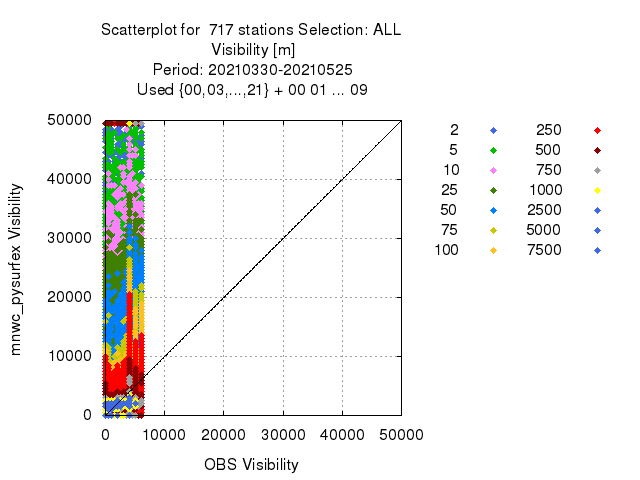 Scatterplot for 717 stations Selection: ALL
Visibility [m]
Period: 20210330-20210525
Used {00,03,...,21} + 00 01 ... 09
50000
40000
30000
20000
10000
0
mnwc_pysurfex Visibility
0 10000 20000 30000 40000 50000
OBS Visibility
2 250
5 500
10 750
25 1000
50 2500
75 5000
100 7500